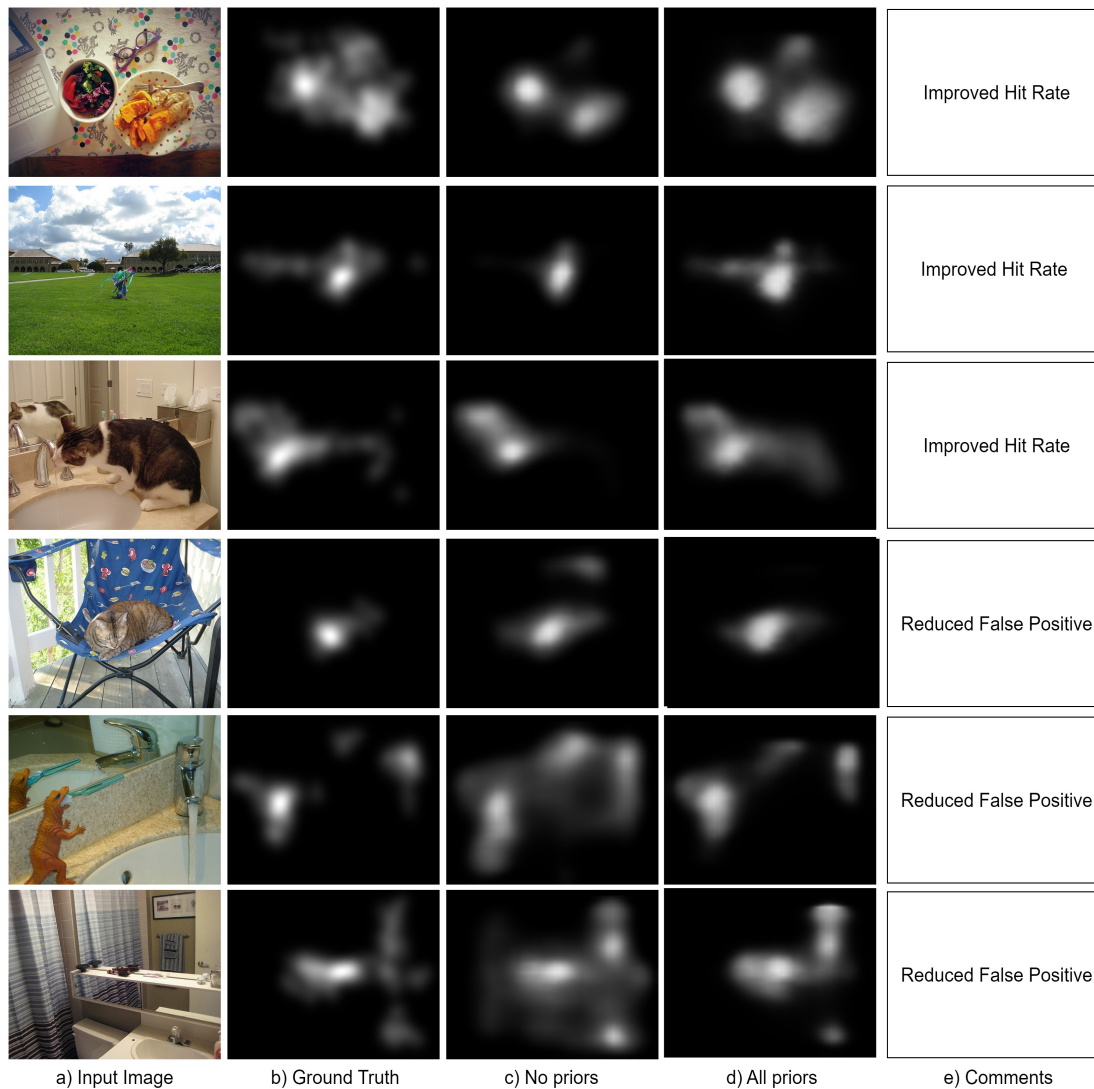 Improved Hit Rate
Improved Hit Rate
Improved Hit Rate
Reduced False Positive
Reduced False Positive
Reduced False Positive
a) Input Image b) Ground Truth c) No priors d) All priors e) Comments